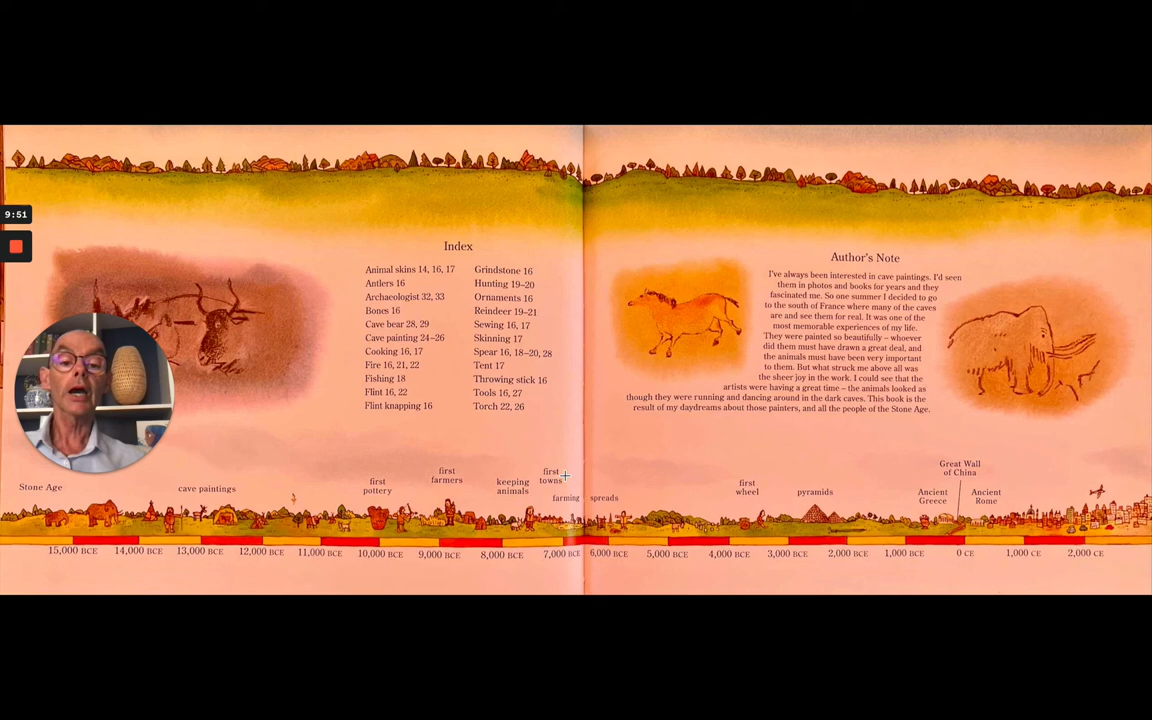 9:51
Index
Animal skins 14, 16, 17
Antlers 16
Archaeologist 32, 33
Bones 16
Cave bear 28, 29
Cave painting 24–26
Cooking 16, 17
Fire 16, 21, 22
Fishing 18
Flint 16, 22
Flint knapping 16
Grindstone 16
Hunting 19–20
Ornaments 16
Reindeer 19–21
Sewing 16, 17
Skinning 17
Spear 16, 18–20, 28
Tent 17
Throwing stick 16
Tools 16, 27
Torch 22, 26
Author's Note
I've always been interested in cave paintings. I'd seen
them in photos and books for years and they
fascinated me. So one summer I decided to go
to the south of France where many of the caves
are and see them for real. It was one of the
most memorable experiences of my life.
They were painted so beautifully – whoever
did them must have drawn a great deal, and
the animals must have been very important
to them. But what struck me above all was
the sheer joy in the work. I could see that the
artists were having a great time – the animals looked as
though they were running and dancing around in the dark caves. This book is the
result of my daydreams about those painters, and all the people of the Stone Age.
Stone Age
cave paintings
first
pottery
first
farmers
keeping
animals
first
towns
farming spreads
first
wheel
pyramids
Ancient
Greece
Great Wall
of China
Ancient
Rome
15,000 BCE
14,000 BCE
13,000 BCE
12,000 BCE
11,000 BCE
10,000 BCE
9,000 BCE
8,000 BCE
7,000 BCE
6,000 BCE
5,000 BCE
4,000 BCE
3,000 BCE
2,000 BCE
1,000 BCE
0 CE
1,000 CE
2,000 CE